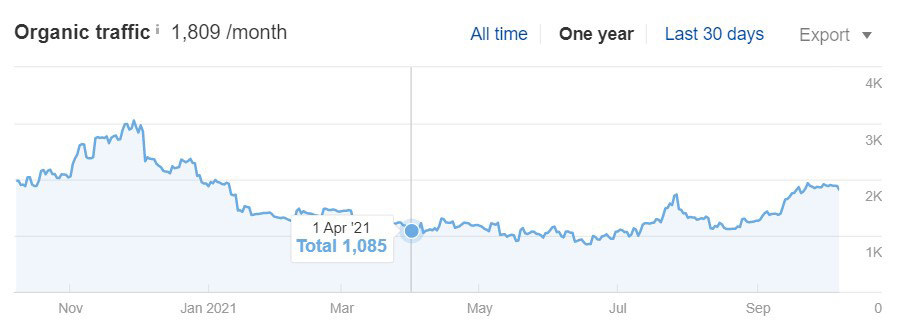 Organic traffic i 1,809 /month
All time One year Last 30 days Export
4K
3K
2K
1K
0
1 Apr '21
Total 1,085
Nov Jan 2021 Mar May Jul Sep